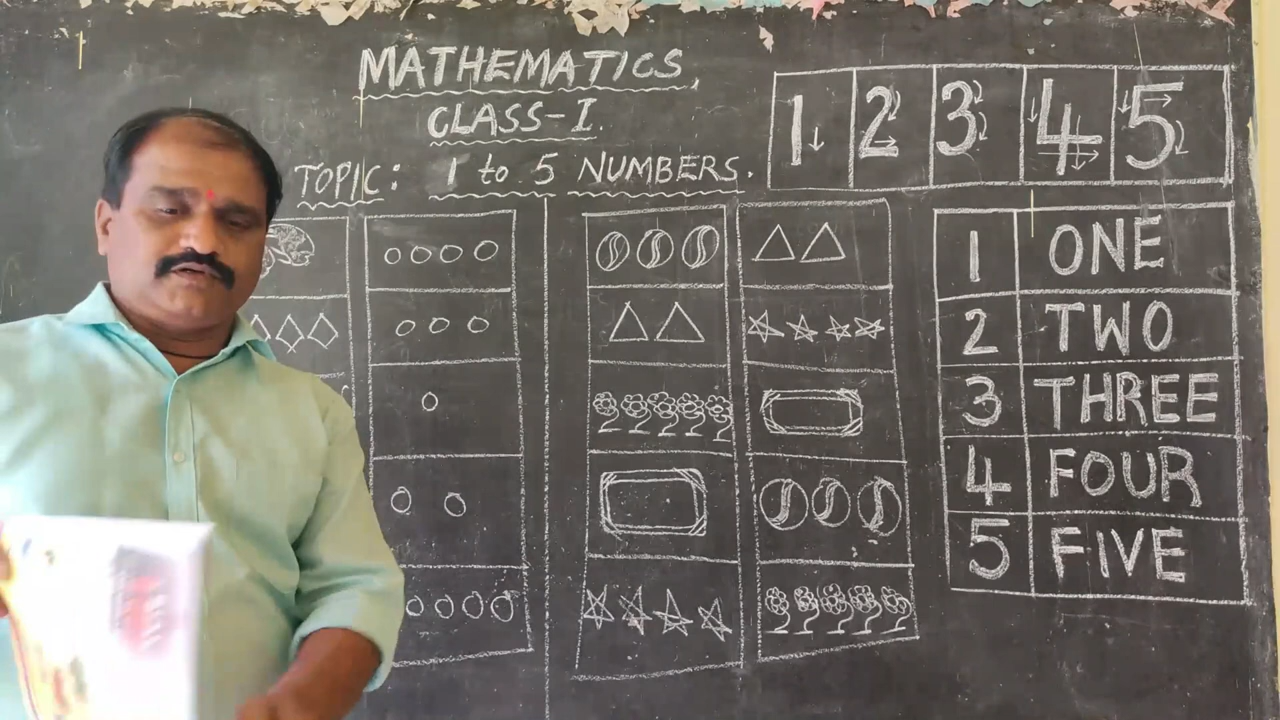 MATHEMATICS,
CLASS-I.
TOPIC: 1 to 5 NUMBERS.
1 2 3 4 5
1 ONE
2 TWO
3 THREE
4 FOUR
5 FIVE